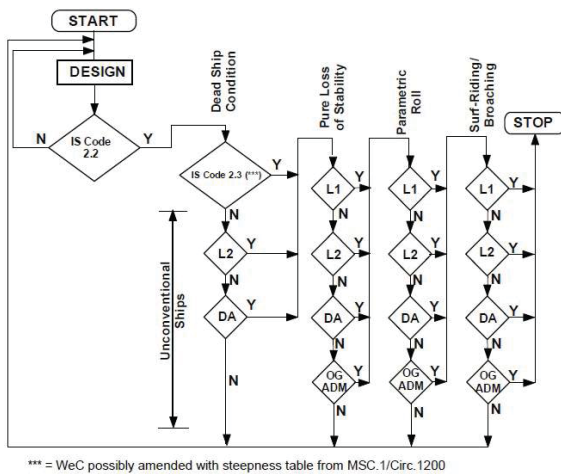 START
DESIGN
N
IS Code
2.2
Y
Dead Ship
Condition
IS Code 2.3 (***)
Y
N
Unconventional
Ships
L2
Y
N
DA
Y
N
Pure Loss
of Stability
L1
Y
N
L2
Y
N
DA
Y
N
OG
ADM
Y
N
Parametric
Roll
L1
Y
N
L2
Y
N
DA
Y
N
OG
ADM
Y
N
Surf-Riding/
Broaching
L1
Y
N
L2
Y
N
DA
Y
N
OG
ADM
Y
N
STOP
*** = WeC possibly amended with steepness table from MSC.1/Circ.1200